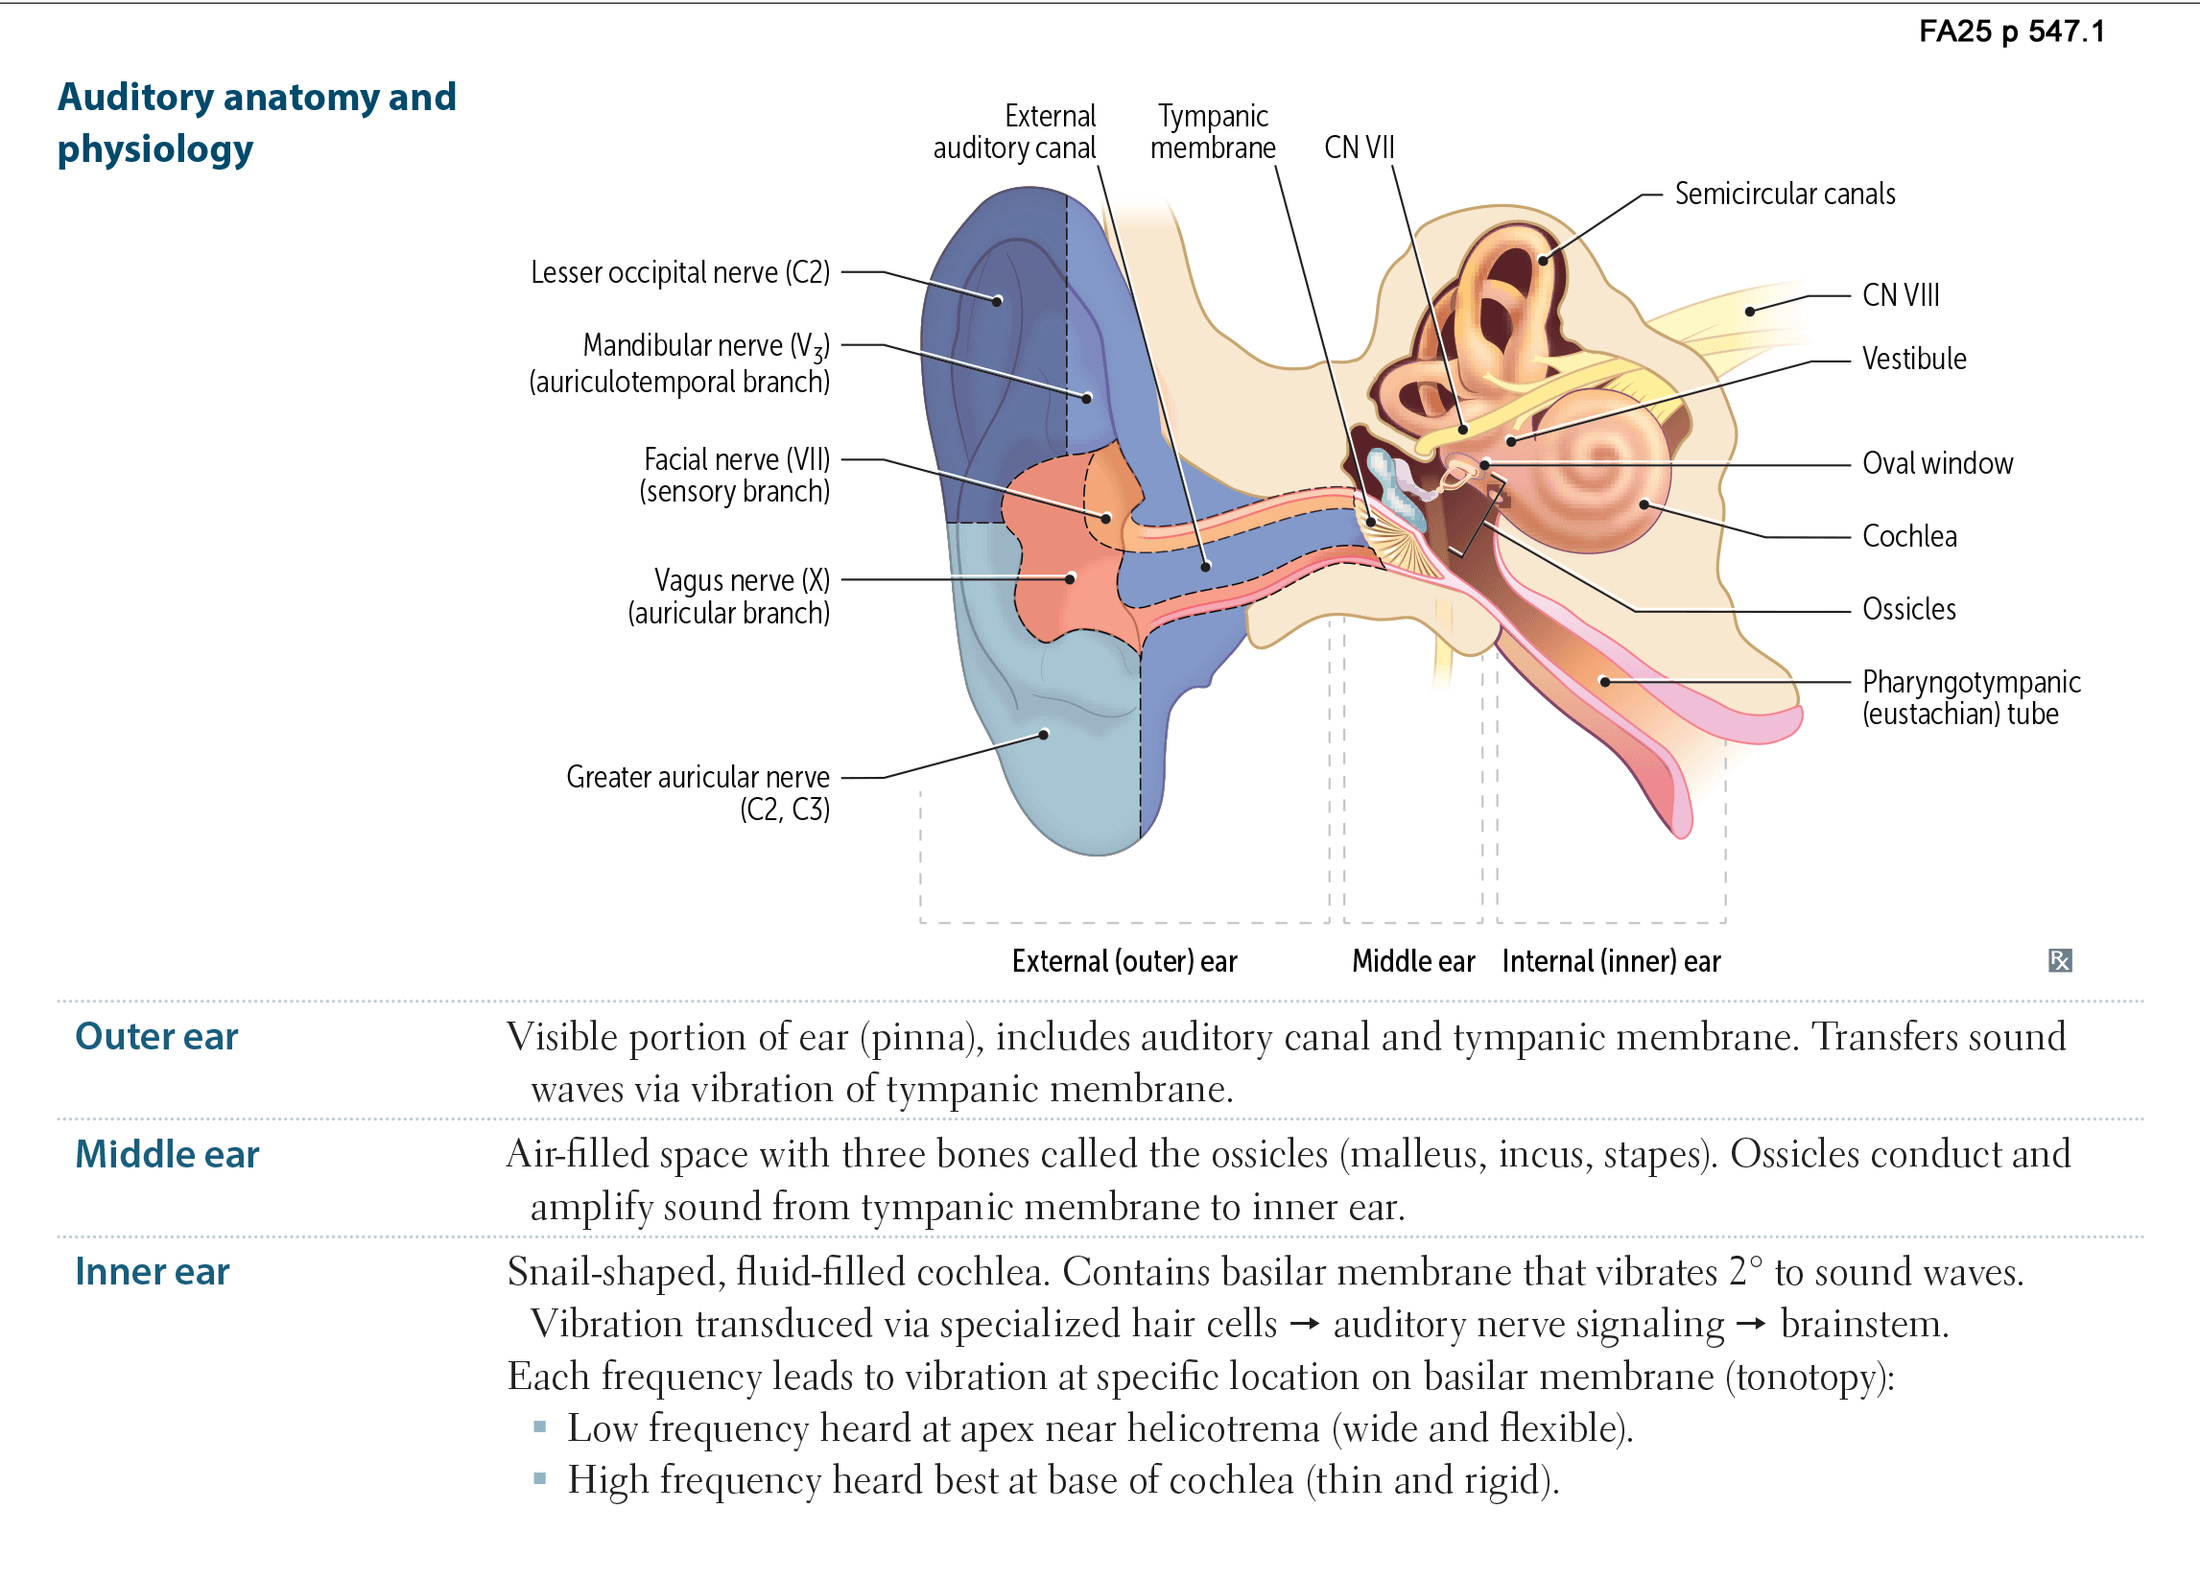 FA25 p 547.1
Auditory anatomy and
physiology
External
auditory canal
Tympanic
membrane
CN VII
Semicircular canals
Lesser occipital nerve (C2)
CN VIII
Mandibular nerve (V₃)
(auriculotemporal branch)
Vestibule
Facial nerve (VII)
(sensory branch)
Oval window
Cochlea
Vagus nerve (X)
(auricular branch)
Ossicles
Pharyngotympanic
(eustachian) tube
Greater auricular nerve
(C2, C3)
External (outer) ear
Middle ear
Internal (inner) ear
Rx
Outer ear
Visible portion of ear (pinna), includes auditory canal and tympanic membrane. Transfers sound
waves via vibration of tympanic membrane.
Middle ear
Air-filled space with three bones called the ossicles (malleus, incus, stapes). Ossicles conduct and
amplify sound from tympanic membrane to inner ear.
Inner ear
Snail-shaped, fluid-filled cochlea. Contains basilar membrane that vibrates 2° to sound waves.
Vibration transduced via specialized hair cells → auditory nerve signaling → brainstem.
Each frequency leads to vibration at specific location on basilar membrane (tonotopy):
▪ Low frequency heard at apex near helicotrema (wide and flexible).
▪ High frequency heard best at base of cochlea (thin and rigid).